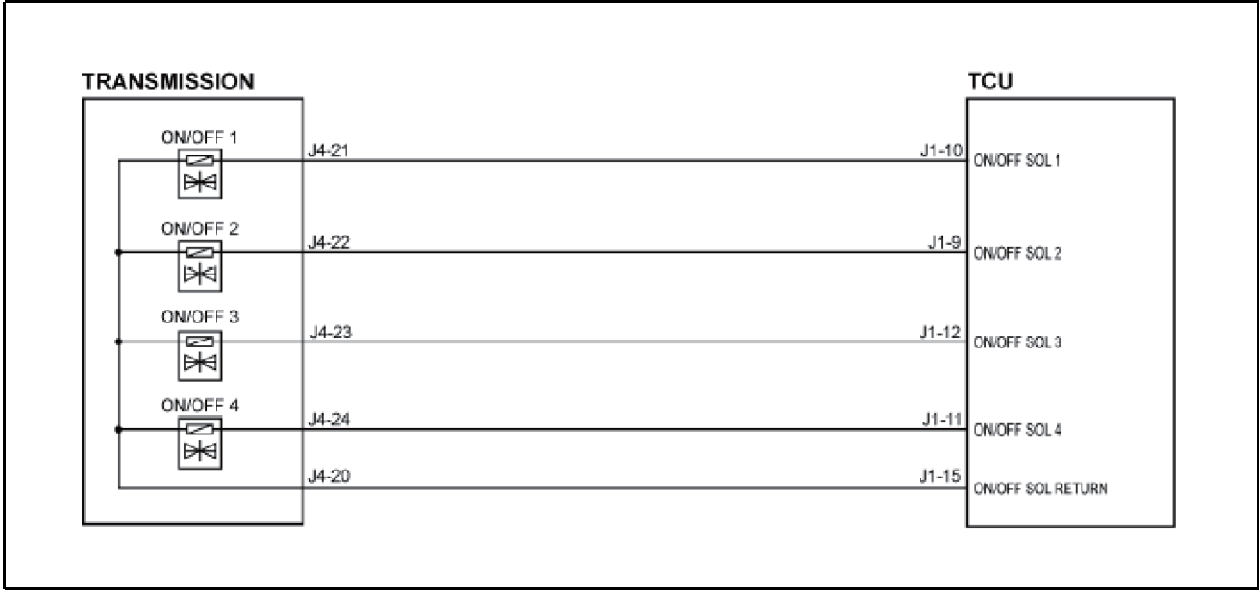 TRANSMISSION
TCU
ON/OFF 1
J4-21
J1-10
ON/OFF SOL 1
ON/OFF 2
J4-22
J1-9
ON/OFF SOL 2
ON/OFF 3
J4-23
J1-12
ON/OFF SOL 3
ON/OFF 4
J4-24
J1-11
ON/OFF SOL 4
J4-20
J1-15
ON/OFF SOL RETURN